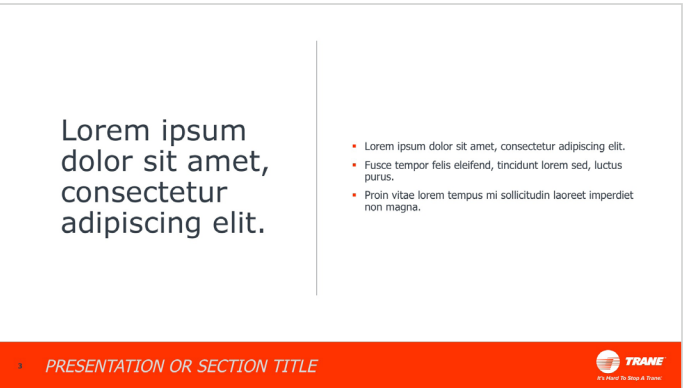 Lorem ipsum
dolor sit amet,
consectetur
adipiscing elit.
Lorem ipsum dolor sit amet, consectetur adipiscing elit.
Fusce tempor felis eleifend, tincidunt lorem sed, luctus
purus.
Proin vitae lorem tempus mi sollicitudin laoreet imperdiet
non magna.
3
PRESENTATION OR SECTION TITLE
TRANE
It's Hard To Stop A Trane.